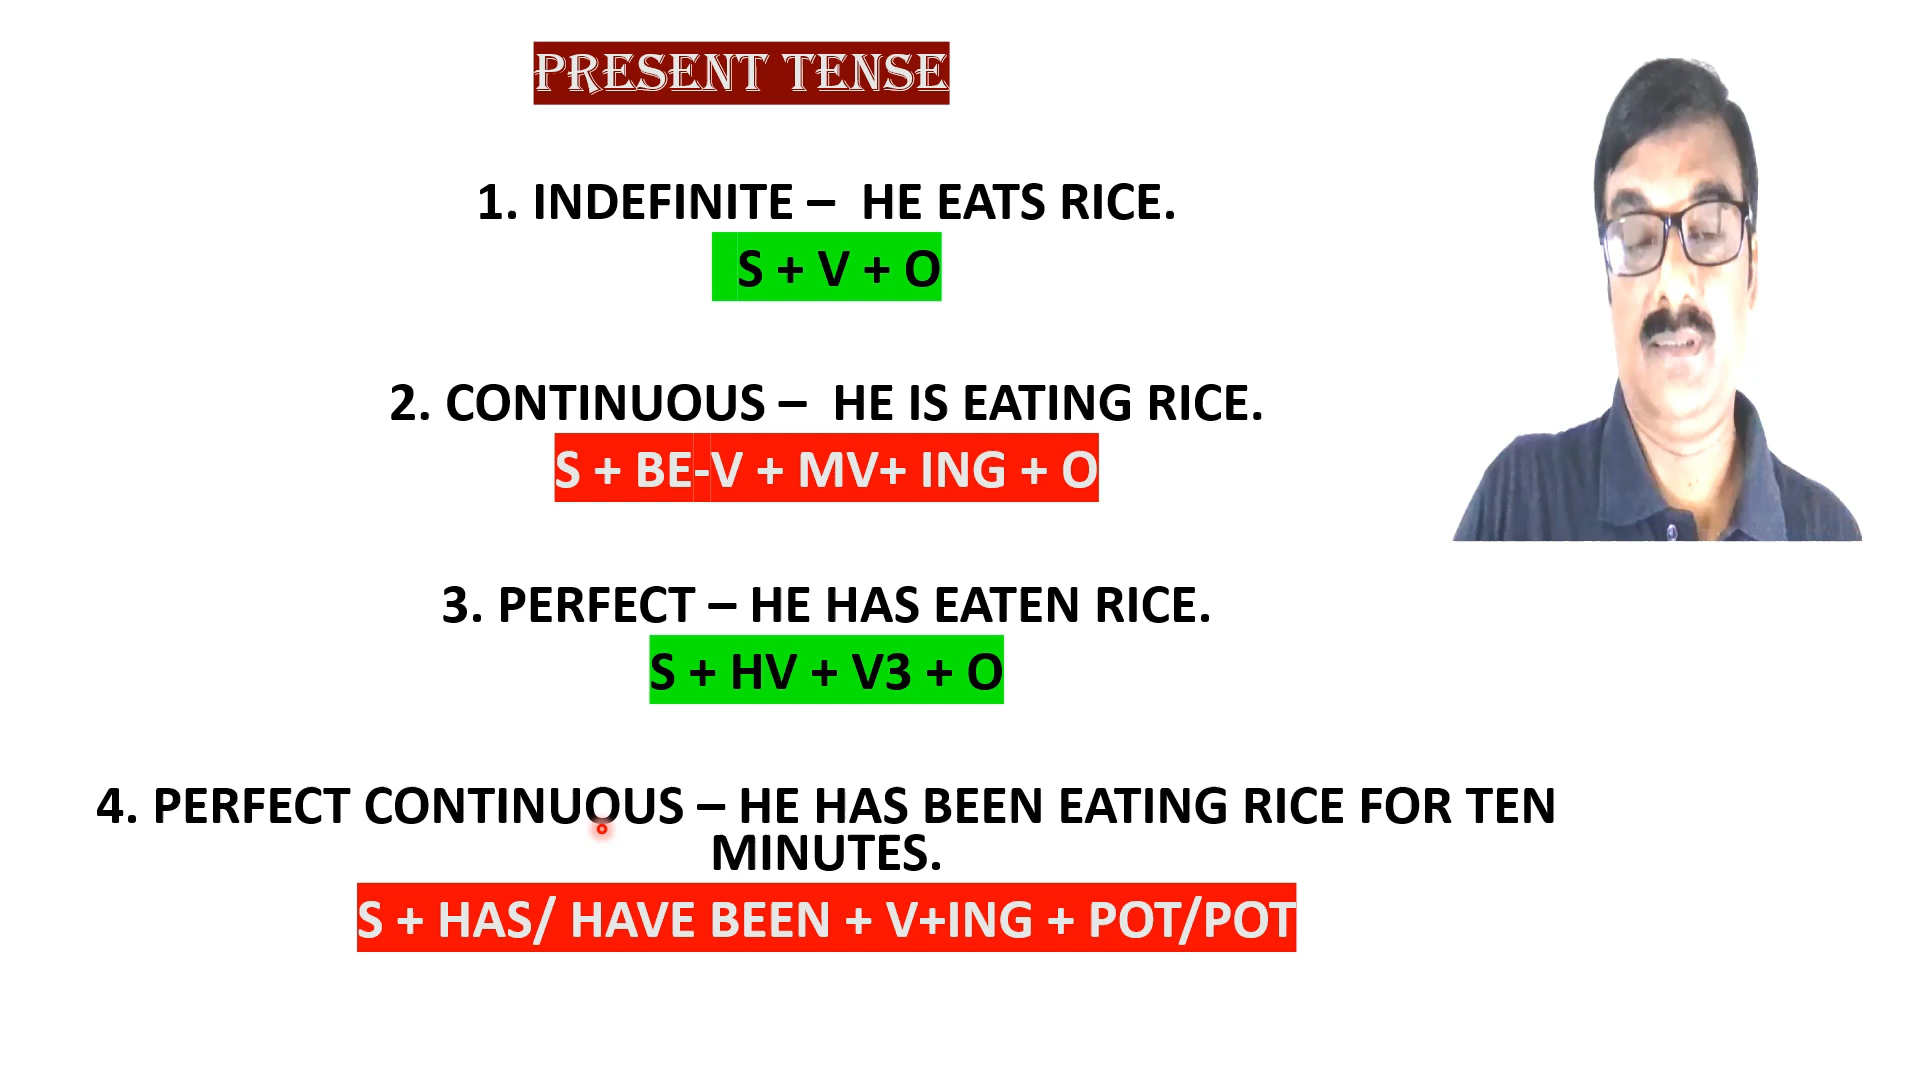 PRESENT TENSE
1. INDEFINITE – HE EATS RICE.
S + V + O
2. CONTINUOUS – HE IS EATING RICE.
S + BE-V + MV+ ING + O
3. PERFECT – HE HAS EATEN RICE.
S + HV + V3 + O
4. PERFECT CONTINUOUS – HE HAS BEEN EATING RICE FOR TEN
MINUTES.
S + HAS/ HAVE BEEN + V+ING + POT/POT